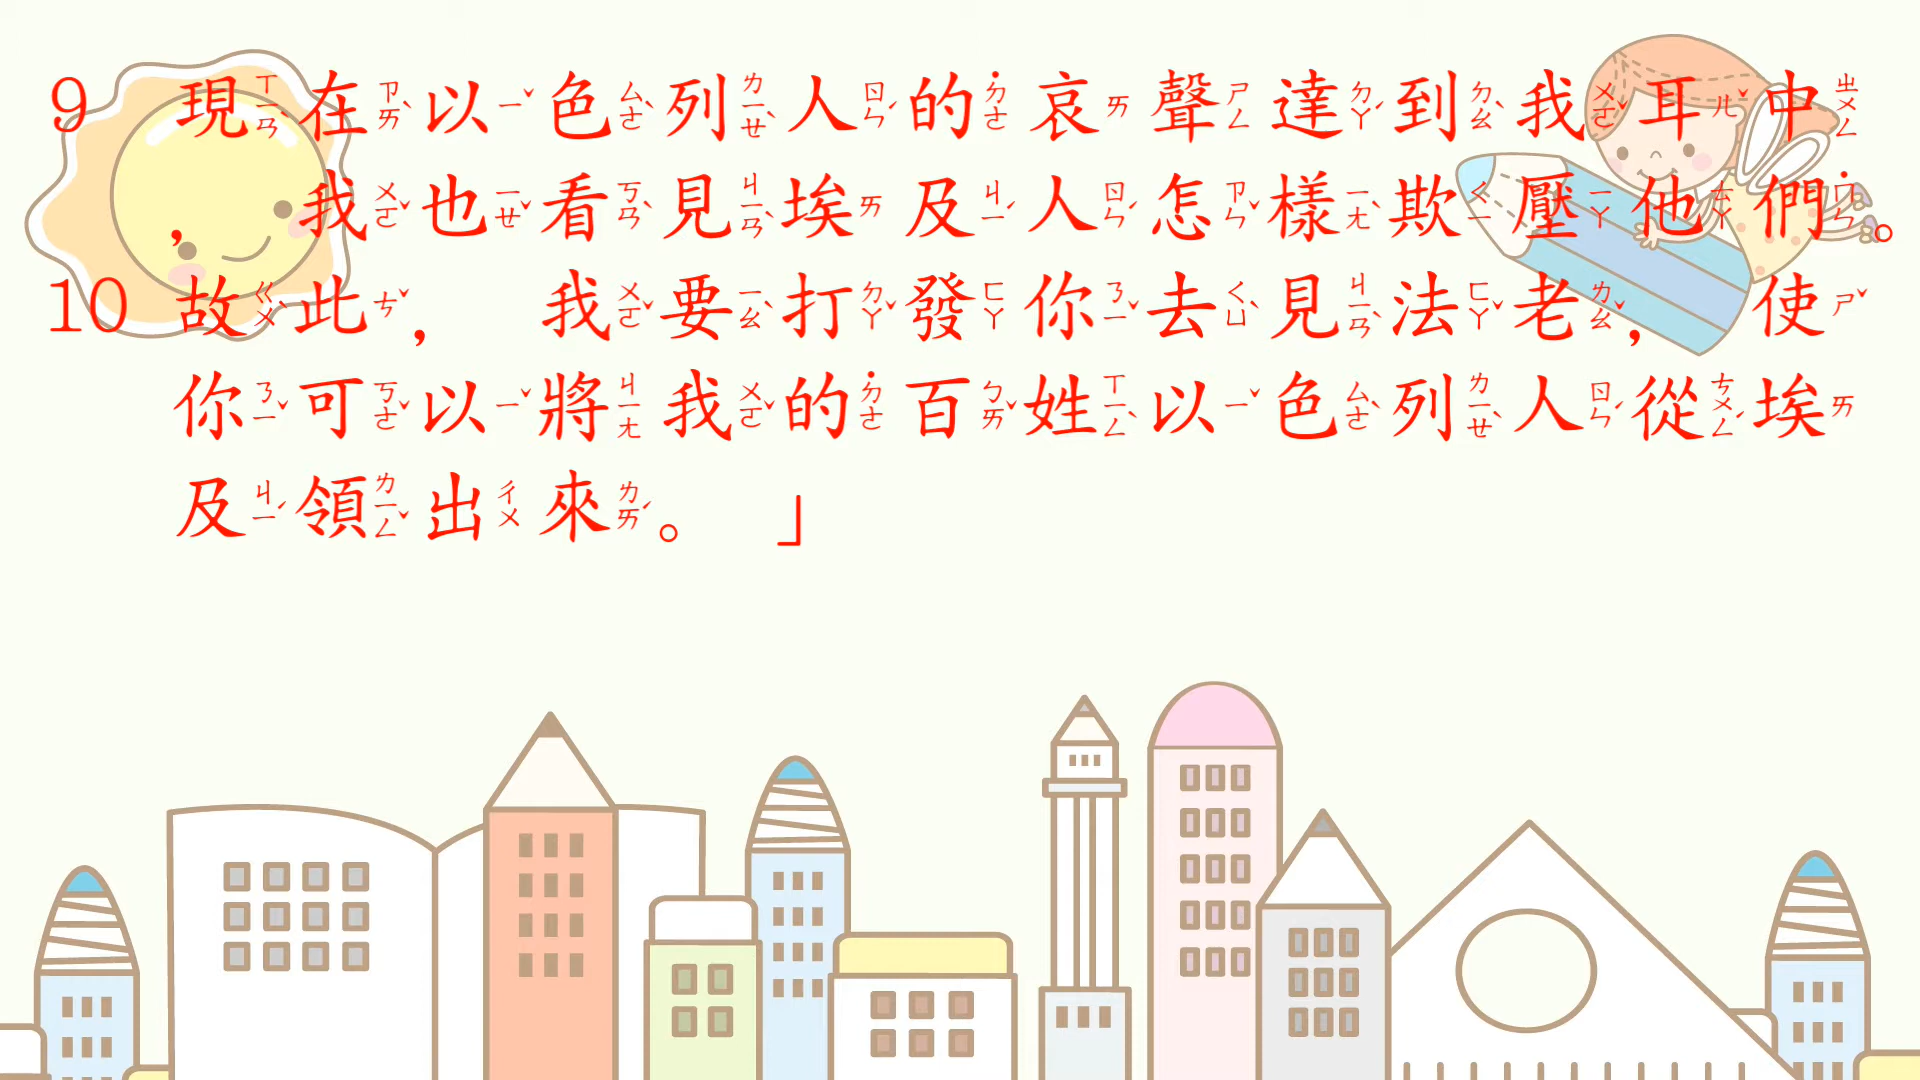 9 現在以色列人的哀聲達到我耳中
，我也看見埃及人怎樣欺壓他們。
10 故此，我要打發你去見法老，使
你可以將我的百姓以色列人從埃
及領出來。」